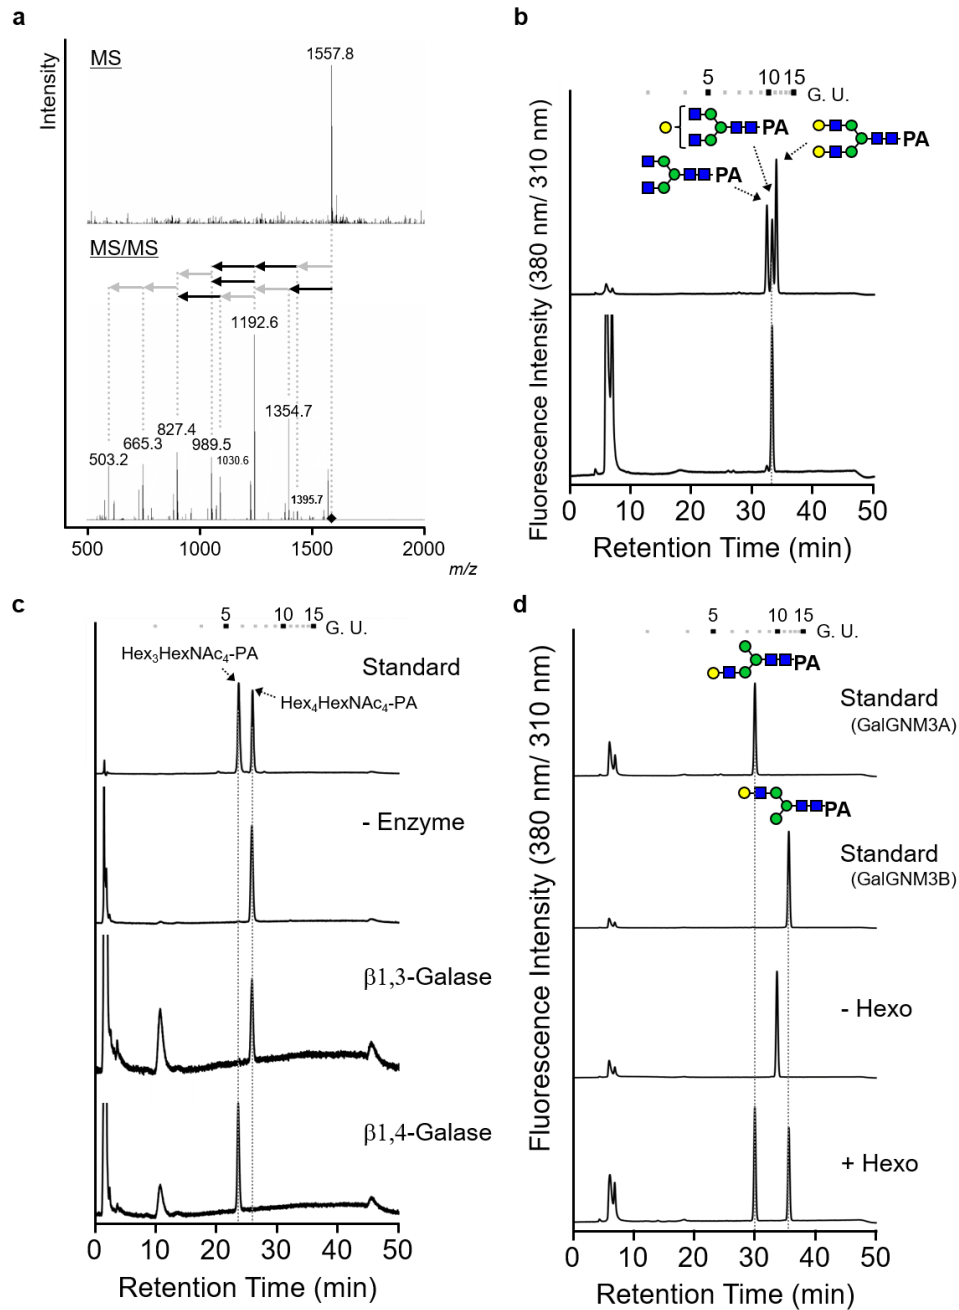 a
Intensity
MS
1557.8
MS/MS
1192.6
1354.7
827.4
665.3
989.5
503.2
1030.6
1395.7
500
1000
1500
2000
m/z
b
Fluorescence Intensity (380 nm/ 310 nm)
5
10
15
G. U.
PA
PA
PA
0
10
20
30
40
50
Retention Time (min)
c
5
10
15
G. U.
Hex3HexNAc4-PA
Standard
Hex4HexNAc4-PA
- Enzyme
β1,3-Galase
β1,4-Galase
0
10
20
30
40
50
Retention Time (min)
d
Fluorescence Intensity (380 nm/ 310 nm)
5
10
15
G. U.
PA
Standard
(GalGNM3A)
PA
Standard
(GalGNM3B)
- Hexo
+ Hexo
0
10
20
30
40
50
Retention Time (min)